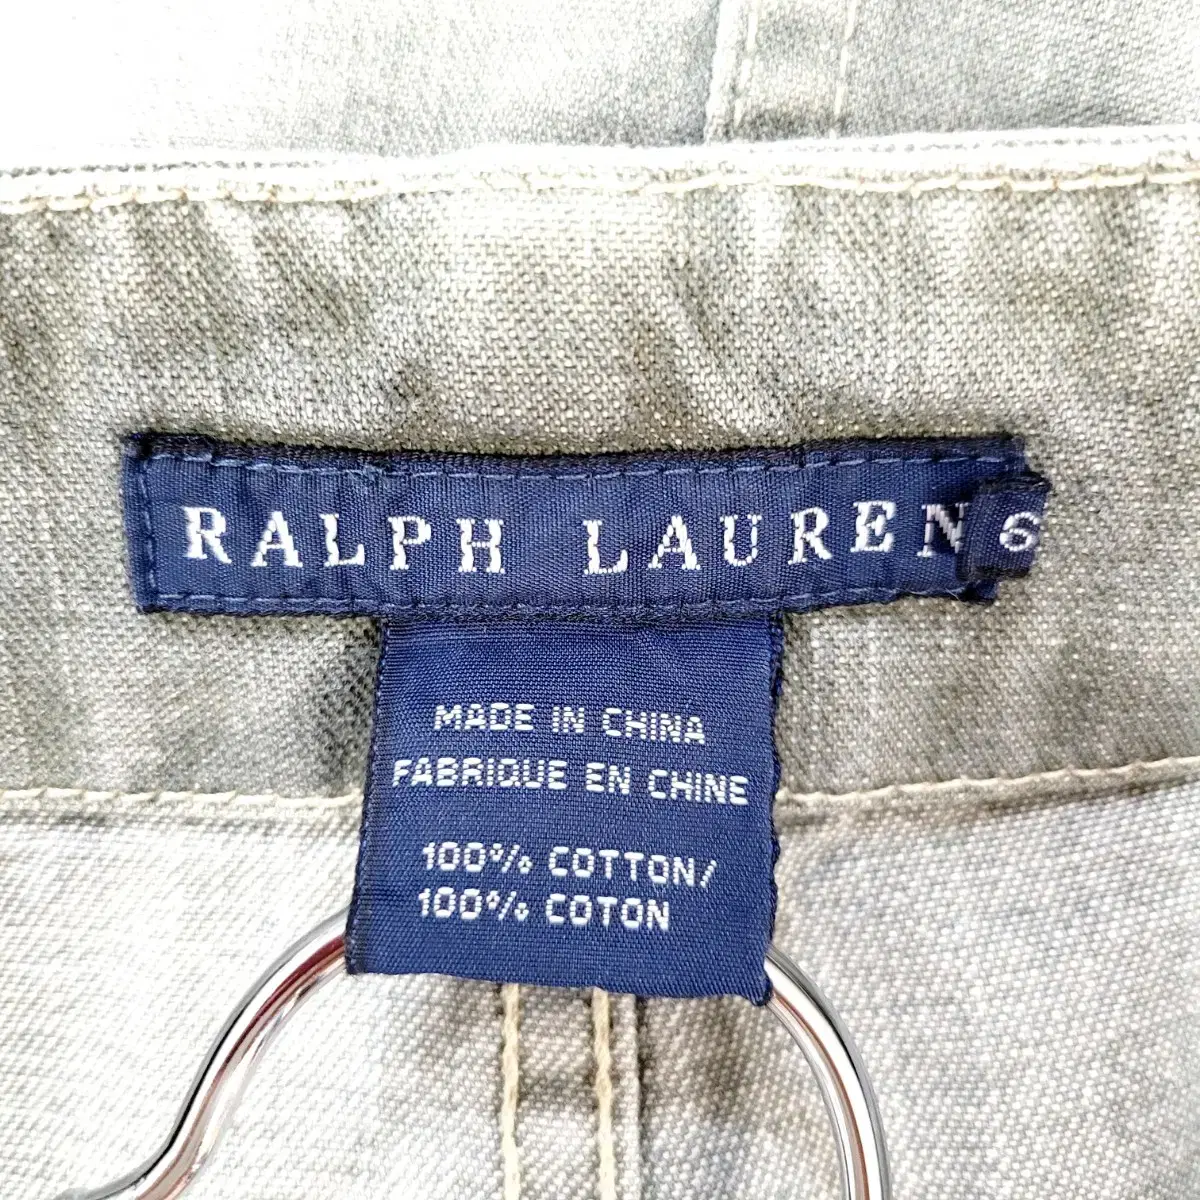 RALPH LAUREN 6
MADE IN CHINA
FABRIQUE EN CHINE
100% COTTON/
100% COTON